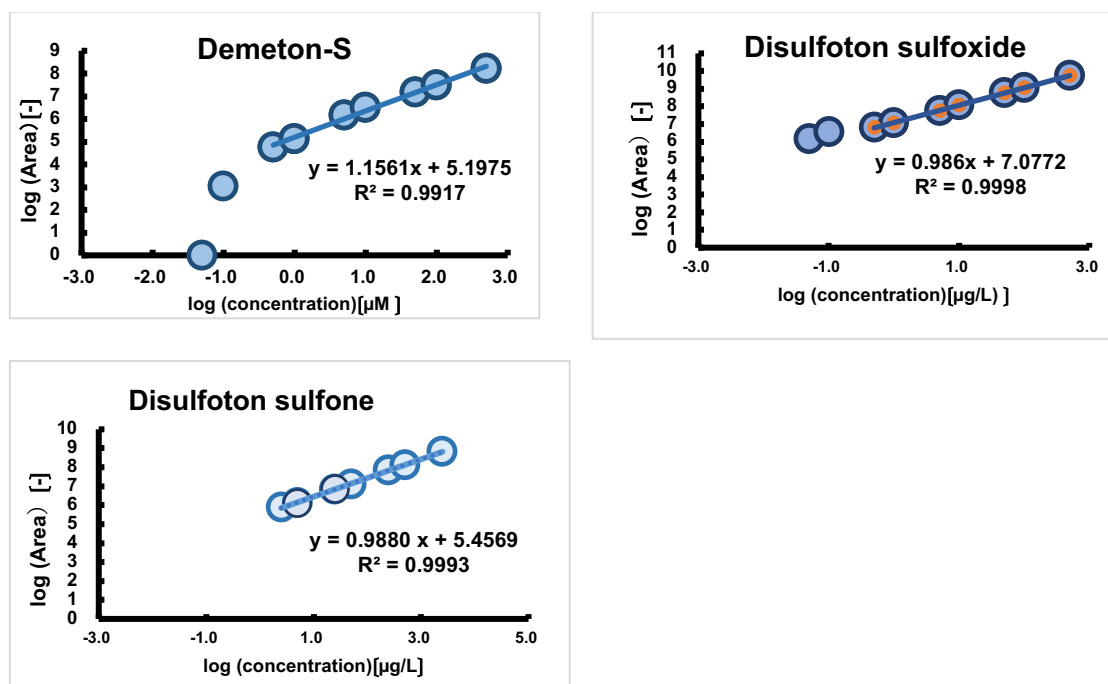 Demeton-S
log (Area) [-]
9
8
7
6
5
4
3
2
1
0
y = 1.1561x + 5.1975
R² = 0.9917
-3.0 -2.0 -1.0 0.0 1.0 2.0 3.0
log (concentration)[µM ]
Disulfoton sulfoxide
log (Area) [-]
11
10
9
8
7
6
5
4
3
2
1
0
y = 0.986x + 7.0772
R² = 0.9998
-3.0 -1.0 1.0 3.0
log (concentration)[µg/L) ]
Disulfoton sulfone
log (Area) [-]
10
9
8
7
6
5
4
3
2
1
0
y = 0.9880 x + 5.4569
R² = 0.9993
-3.0 -1.0 1.0 3.0 5.0
log (concentration)[µg/L]